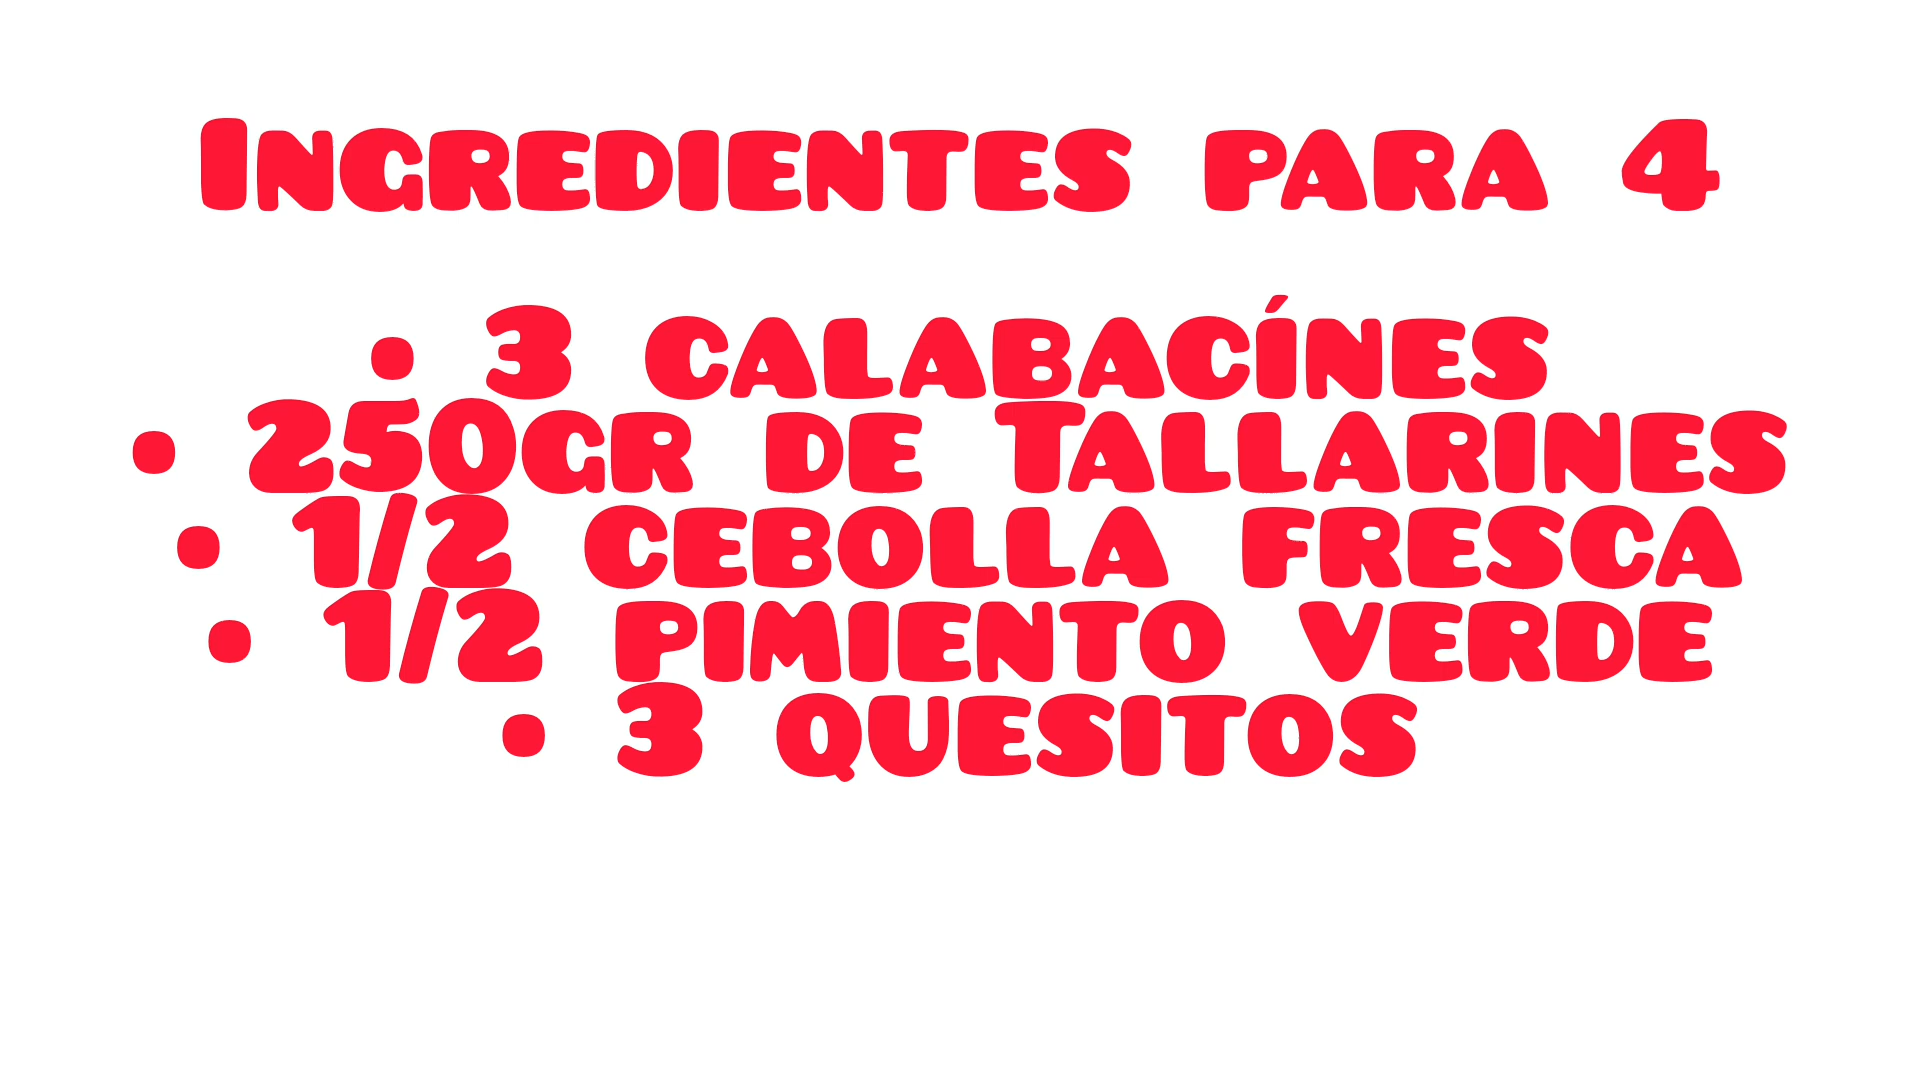 Ingredientes para 4
• 3 calabacínes
• 250gr de Tallarines
• 1/2 cebolla fresca
• 1/2 pimiento verde
• 3 quesitos